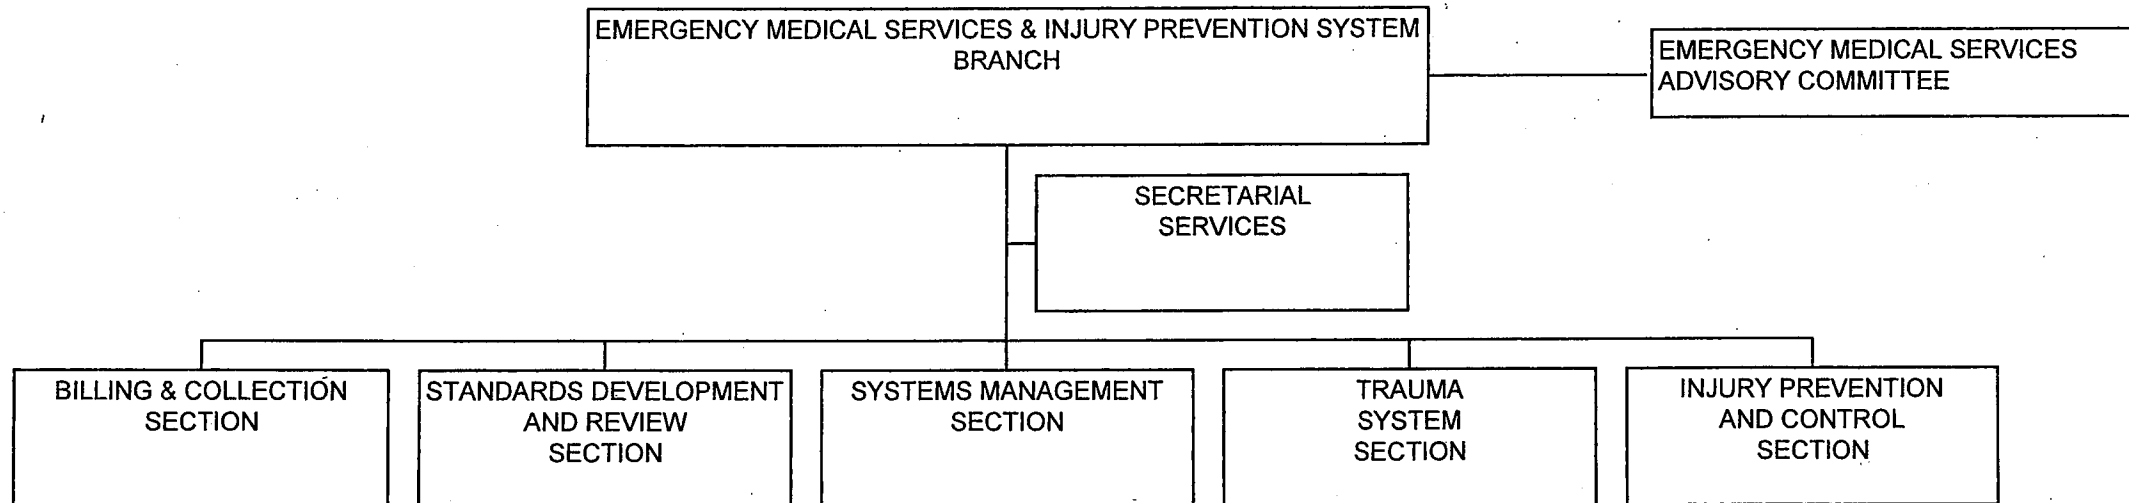 EMERGENCY MEDICAL SERVICES & INJURY PREVENTION SYSTEM
BRANCH
EMERGENCY MEDICAL SERVICES
ADVISORY COMMITTEE
SECRETARIAL
SERVICES
BILLING & COLLECTION
SECTION
STANDARDS DEVELOPMENT
AND REVIEW
SECTION
SYSTEMS MANAGEMENT
SECTION
TRAUMA
SYSTEM
SECTION
INJURY PREVENTION
AND CONTROL
SECTION